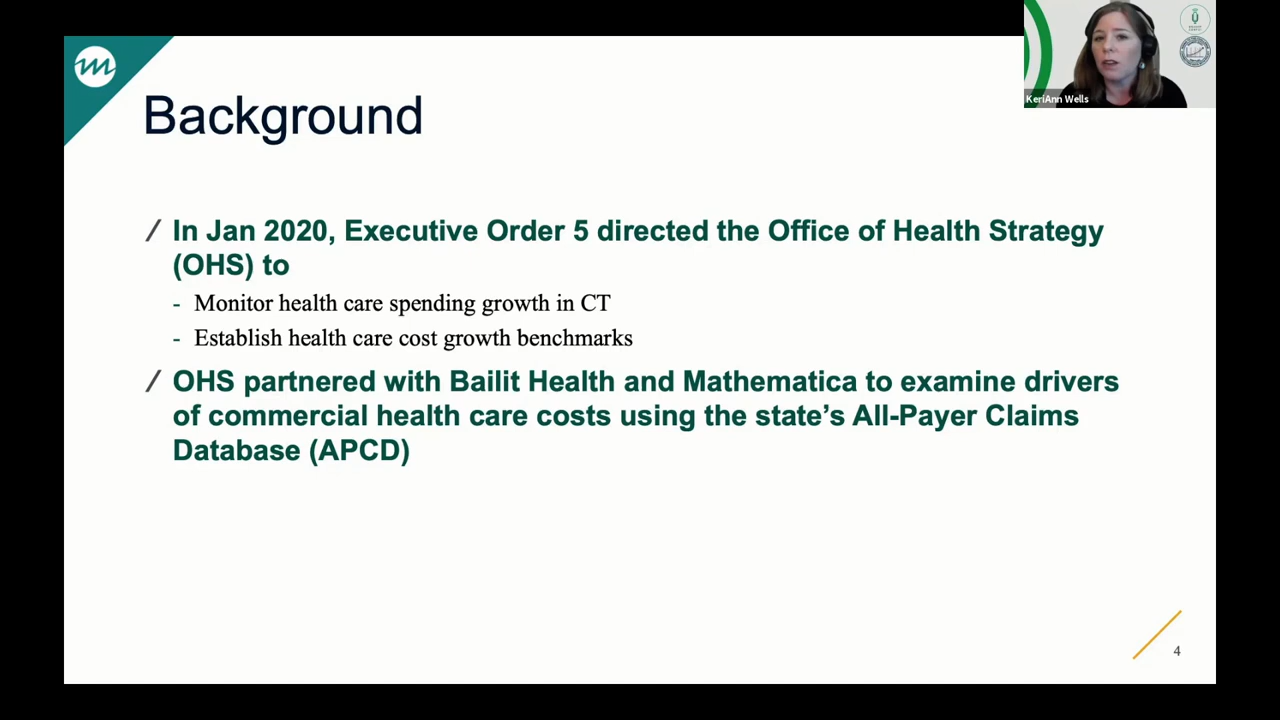 KeriAnn Wells
Background
/ In Jan 2020, Executive Order 5 directed the Office of Health Strategy
(OHS) to
- Monitor health care spending growth in CT
- Establish health care cost growth benchmarks
/ OHS partnered with Bailit Health and Mathematica to examine drivers
of commercial health care costs using the state’s All-Payer Claims
Database (APCD)
4